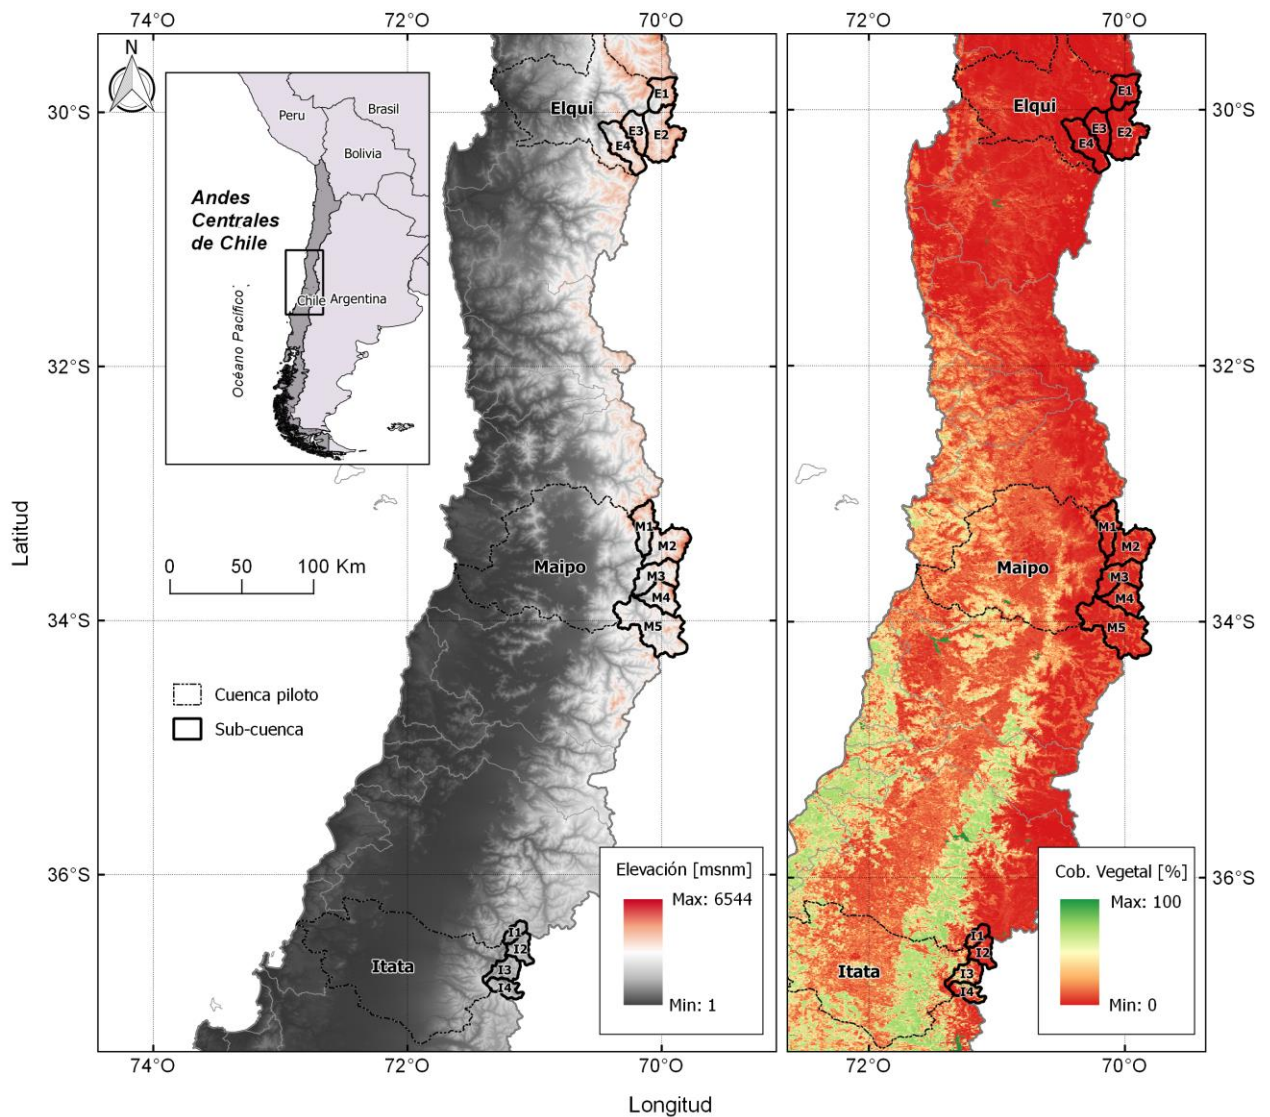 74°O
72°O
70°O
72°O
70°O
N
Peru
Brasil
Bolivia
Andes
Centrales
de Chile
Chile
Argentina
Océano Pacífico
Elqui
E1
E2
E3
E4
Elqui
E1
E2
E3
E4
30°S
30°S
32°S
32°S
Latitud
0
50
100 Km
Maipo
M1
M2
M3
M4
M5
Maipo
M1
M2
M3
M4
M5
34°S
34°S
Cuenca piloto
Sub-cuenca
36°S
36°S
Itata
I1
I2
I3
I4
Itata
I1
I2
I3
I4
Elevación [msnm]
Max: 6544
Min: 1
Cob. Vegetal [%]
Max: 100
Min: 0
74°O
72°O
70°O
72°O
70°O
Longitud